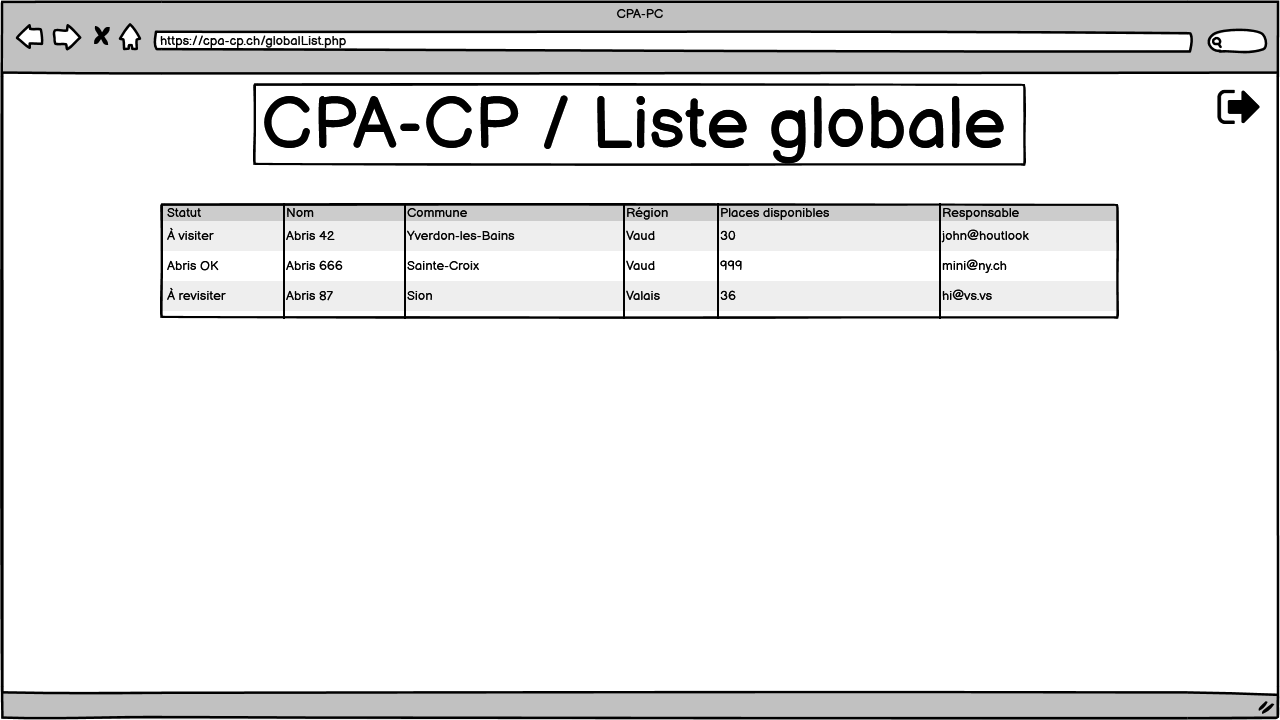 CPA-PC
https://cpa-cp.ch/globalList.php
CPA-CP / Liste globale
Statut Nom Commune Région Places disponibles Responsable
À visiter Abris 42 Yverdon-les-Bains Vaud 30 john@houtlook
Abris OK Abris 666 Sainte-Croix Vaud 999 mini@ny.ch
À revisiter Abris 87 Sion Valais 36 hi@vs.vs